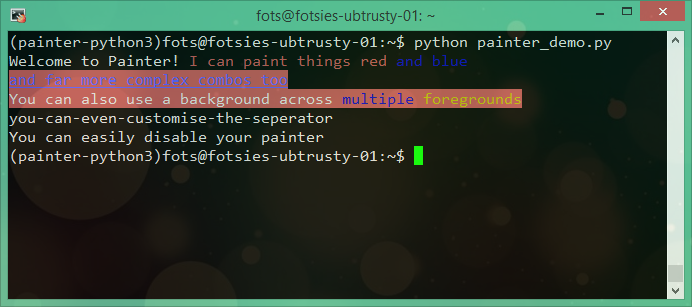 fots@fotsies-ubtrusty-01: ~
(painter-python3)fots@fotsies-ubtrusty-01:~$ python painter_demo.py
Welcome to Painter! I can paint things red and blue
and far more complex combos too
You can also use a background across multiple foregrounds
you-can-even-customise-the-seperator
You can easily disable your painter
(painter-python3)fots@fotsies-ubtrusty-01:~$